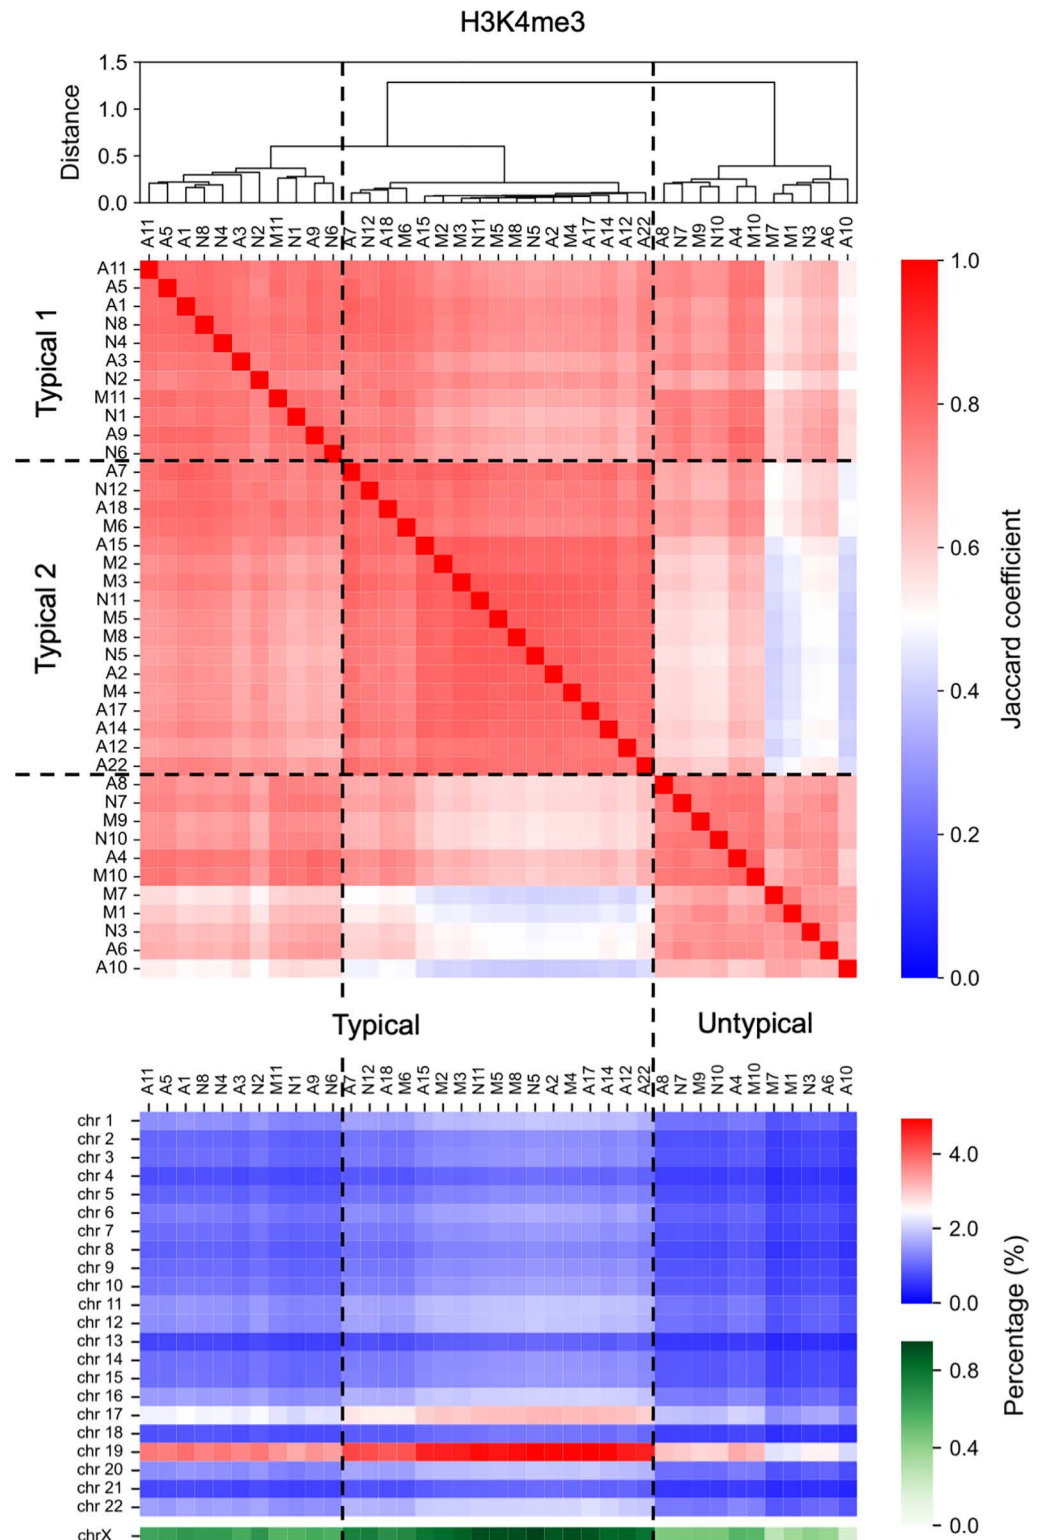 H3K4me3
Distance
1.5
1.0
0.5
0.0
A11 A5 A1 N8 N4 A3 N2 M11 N1 A9 N6 A7 N12 A18 M6 A15 M2 M3 N11 M5 M8 N5 A2 M4 A17 A14 A12 A22 A8 N7 M9 N10 A4 M10 M7 M1 N3 A6 A10
Typical 1
Typical 2
A11
A5
A1
N8
N4
A3
N2
M11
N1
A9
N6
A7
N12
A18
M6
A15
M2
M3
N11
M5
M8
N5
A2
M4
A17
A14
A12
A22
A8
N7
M9
N10
A4
M10
M7
M1
N3
A6
A10
1.0
0.8
0.6
0.4
0.2
0.0
Jaccard coefficient
Typical
Untypical
A11 A5 A1 N8 N4 A3 N2 M11 N1 A9 N6 A7 N12 A18 M6 A15 M2 M3 N11 M5 M8 N5 A2 M4 A17 A14 A12 A22 A8 N7 M9 N10 A4 M10 M7 M1 N3 A6 A10
chr 1
chr 2
chr 3
chr 4
chr 5
chr 6
chr 7
chr 8
chr 9
chr 10
chr 11
chr 12
chr 13
chr 14
chr 15
chr 16
chr 17
chr 18
chr 19
chr 20
chr 21
chr 22
chrX
4.0
2.0
0.0
0.8
0.4
0.0
Percentage (%)